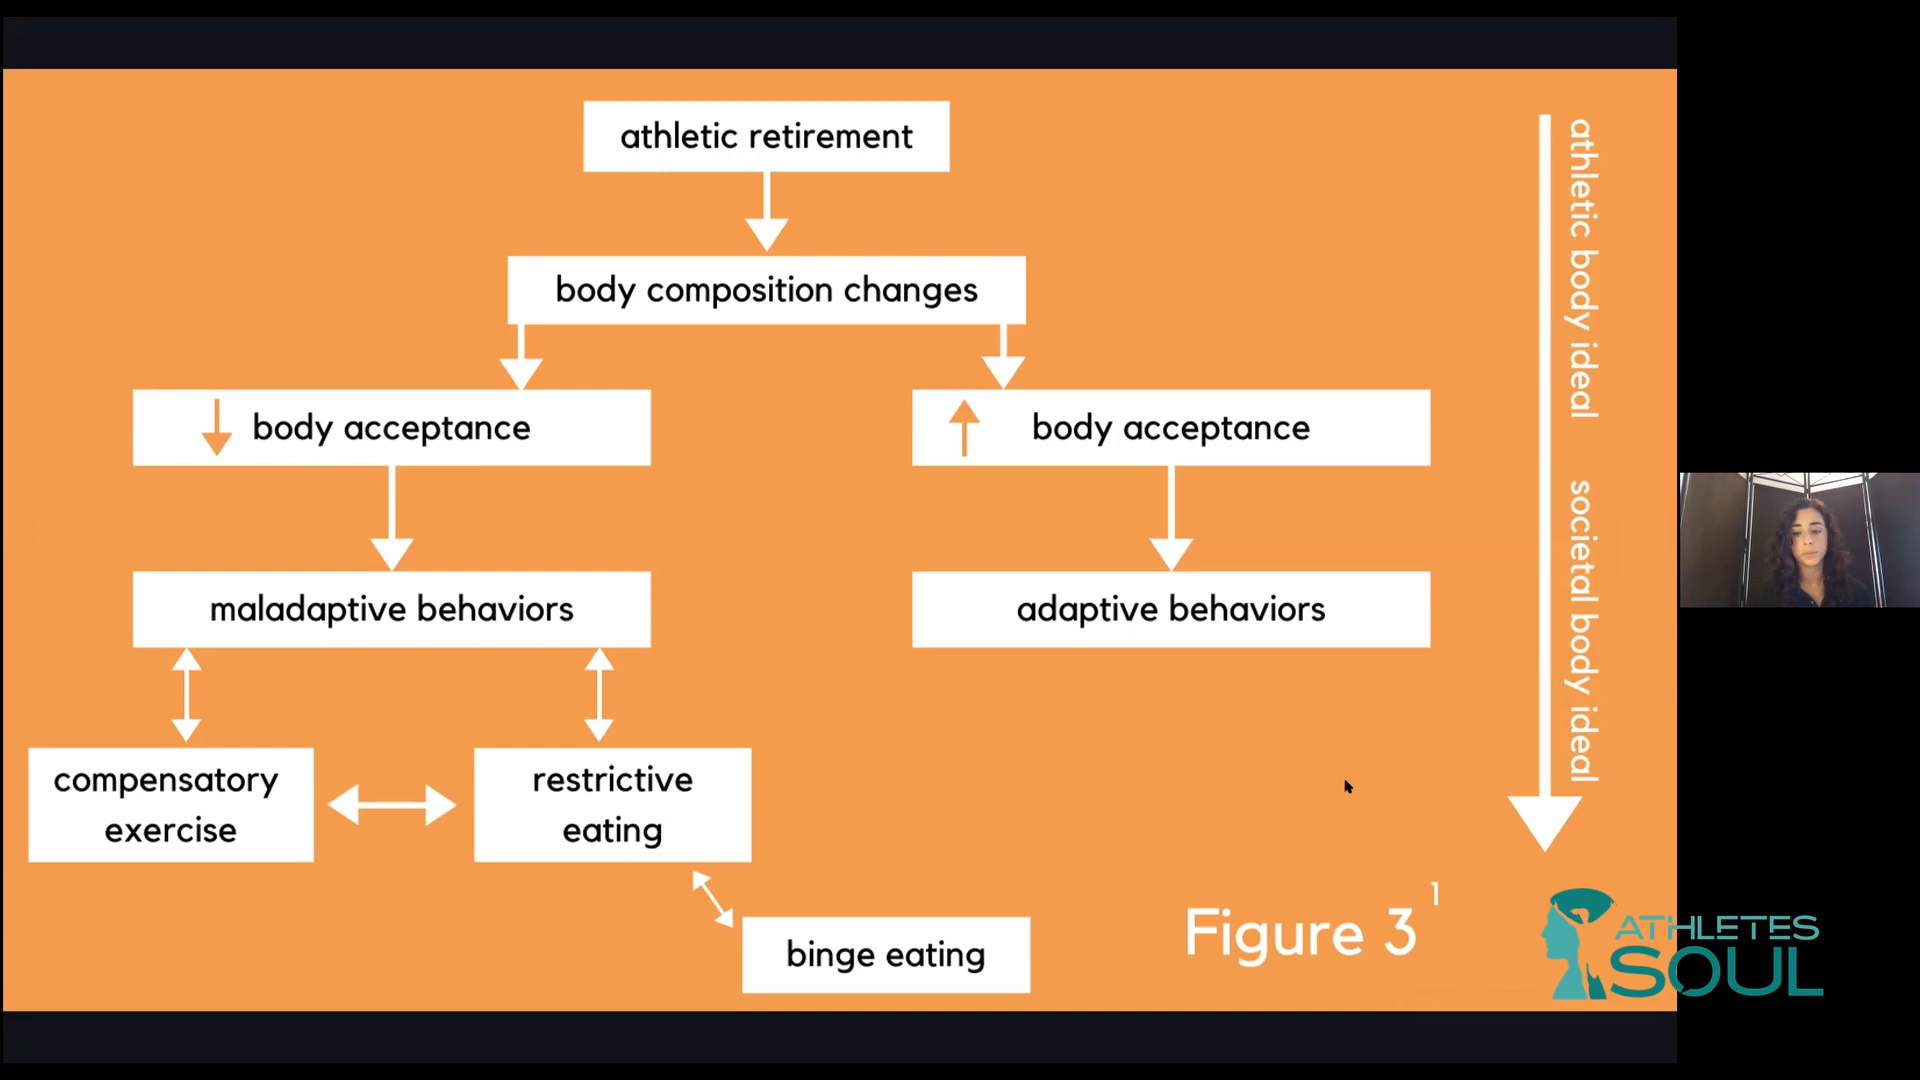 athletic retirement
body composition changes
body acceptance
body acceptance
maladaptive behaviors
adaptive behaviors
compensatory
exercise
restrictive
eating
binge eating
athletic body ideal
societal body ideal
Figure 3 1
ATHLETES
SOUL